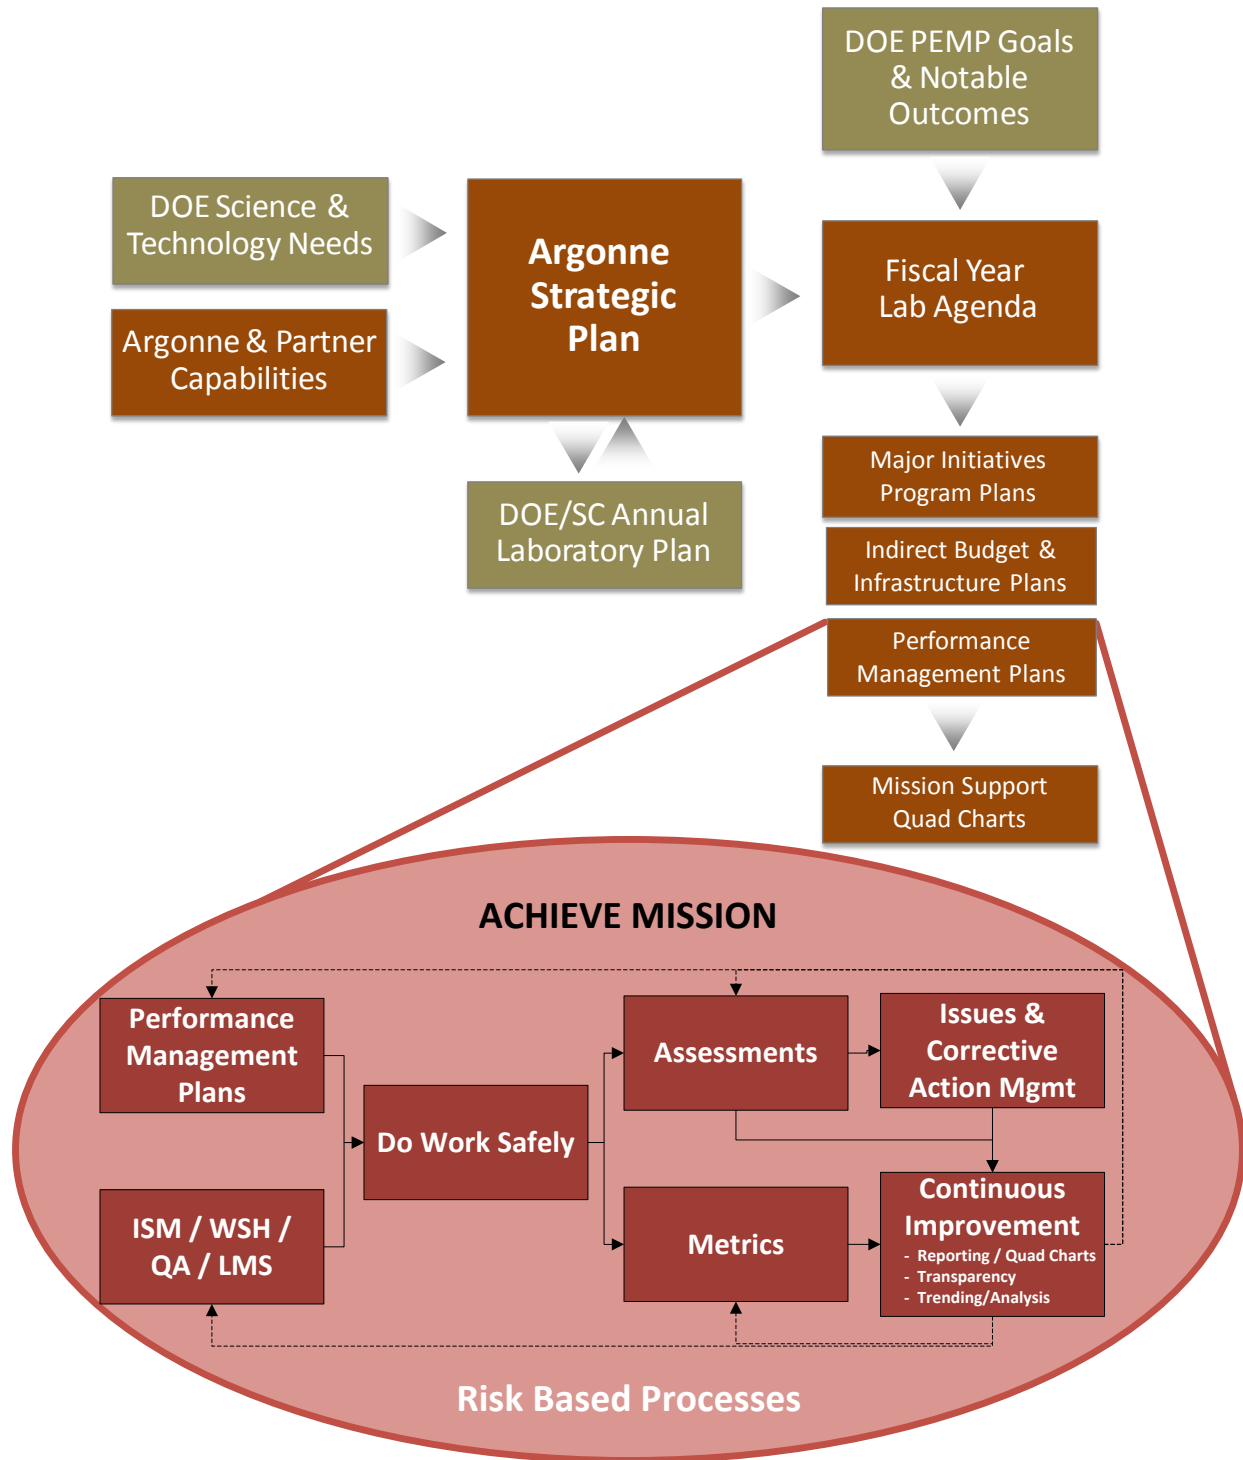 DOE PEMP Goals
& Notable
Outcomes
DOE Science &
Technology Needs
Argonne & Partner
Capabilities
Argonne
Strategic
Plan
Fiscal Year
Lab Agenda
DOE/SC Annual
Laboratory Plan
Major Initiatives
Program Plans
Indirect Budget &
Infrastructure Plans
Performance
Management Plans
Mission Support
Quad Charts
ACHIEVE MISSION
Performance
Management
Plans
ISM / WSH /
QA / LMS
Do Work Safely
Assessments
Metrics
Issues &
Corrective
Action Mgmt
Continuous
Improvement
- Reporting / Quad Charts
- Transparency
- Trending/Analysis
Risk Based Processes